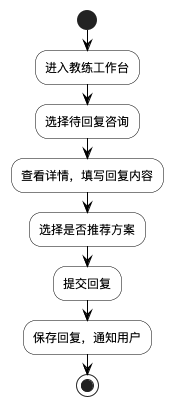 进入教练工作台
选择待回复咨询
查看详情，填写回复内容
选择是否推荐方案
提交回复
保存回复，通知用户